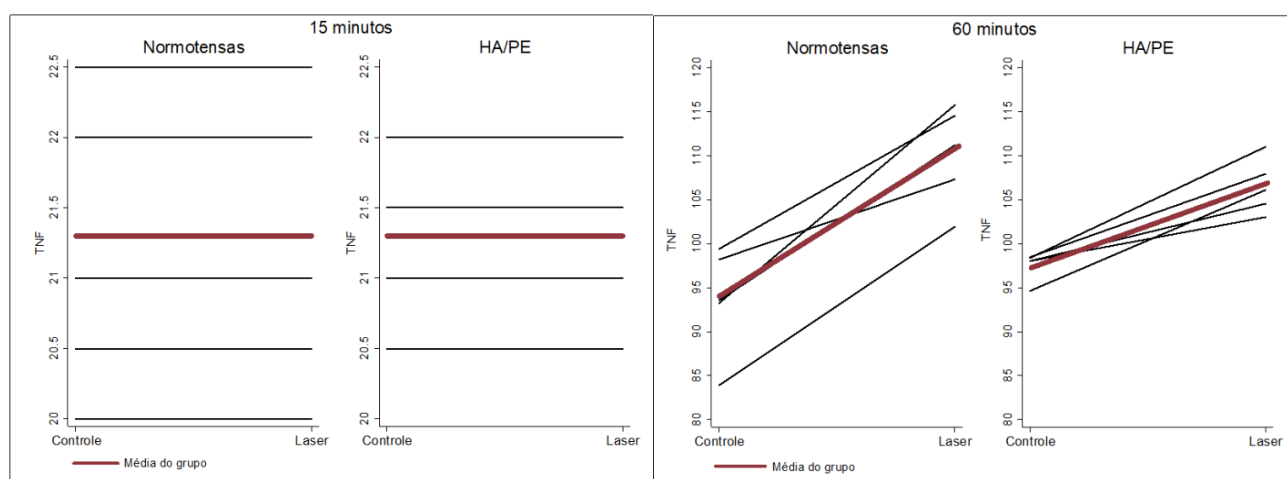 15 minutos
Normotensas
HA/PE
TNF
22.5
22
21.5
21
20.5
20
TNF
22.5
22
21.5
21
20.5
20
Controle
Laser
Controle
Laser
Média do grupo
60 minutos
Normotensas
HA/PE
TNF
120
115
110
105
100
95
90
85
80
TNF
120
115
110
105
100
95
90
85
80
Controle
Laser
Controle
Laser
Média do grupo